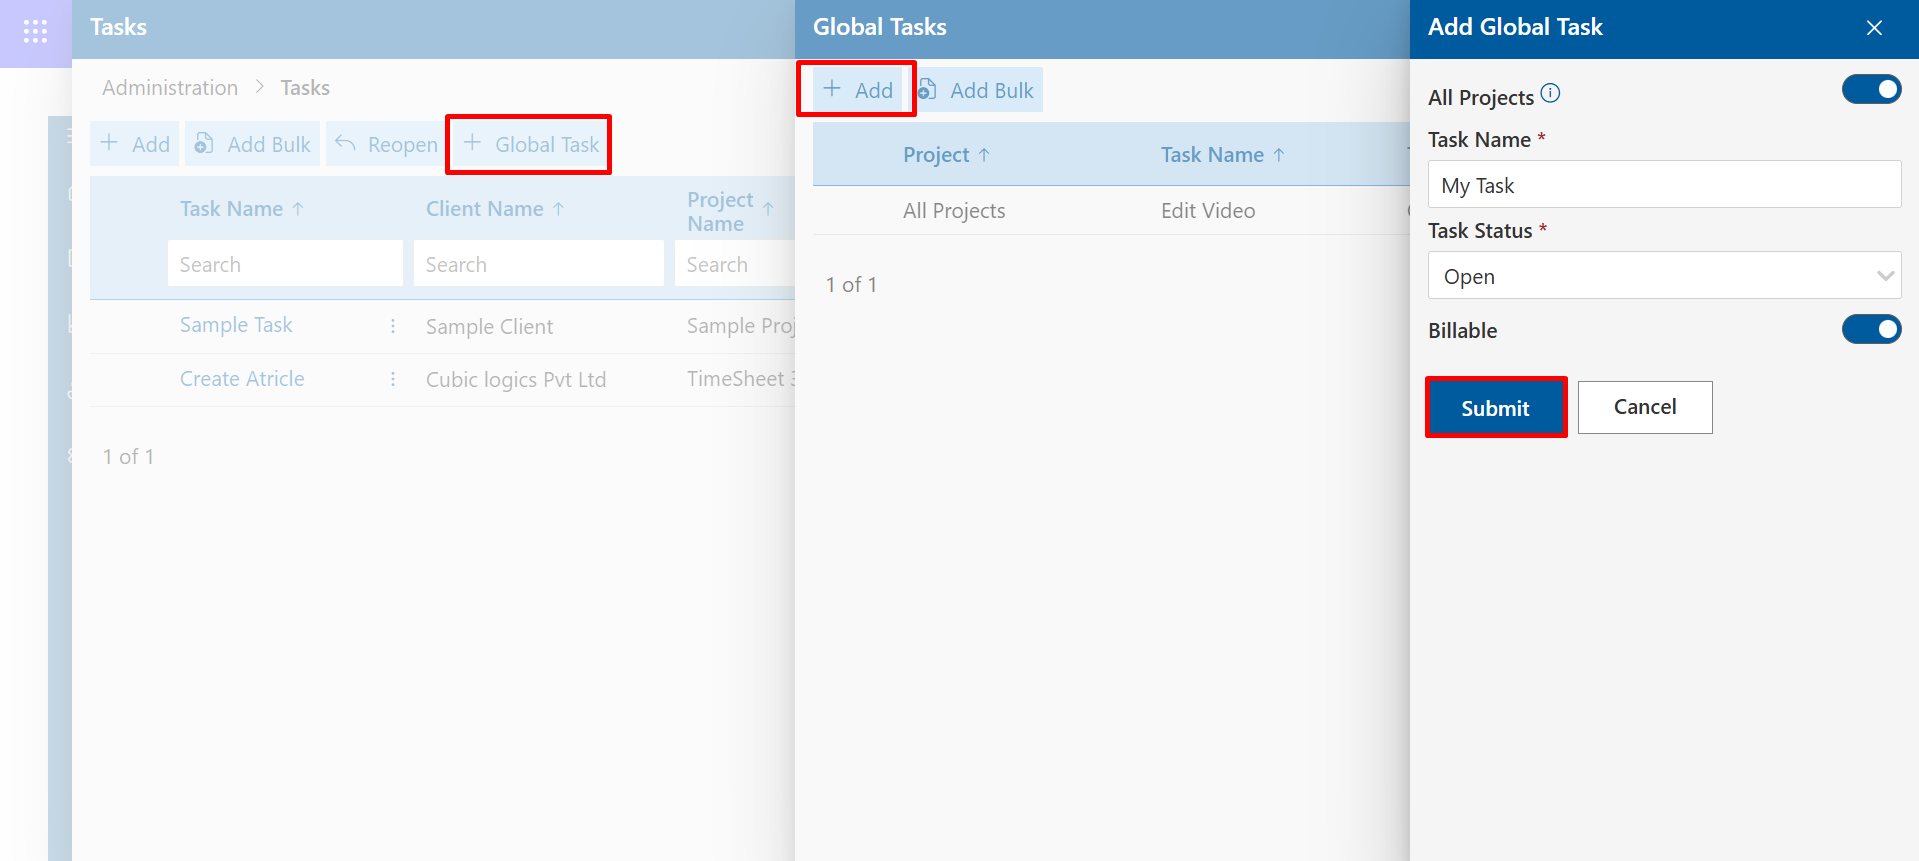 Tasks
Administration > Tasks
Add Add Bulk Reopen Global Task
Task Name ↑ Client Name ↑ Project Name ↑
Search Search Search
Sample Task Sample Client Sample Proj
Create Atricle Cubic logics Pvt Ltd TimeSheet 3
1 of 1
Global Tasks
Add Add Bulk
Project ↑ Task Name ↑
All Projects Edit Video
1 of 1
Add Global Task
All Projects
Task Name *
My Task
Task Status *
Open
Billable
Submit Cancel